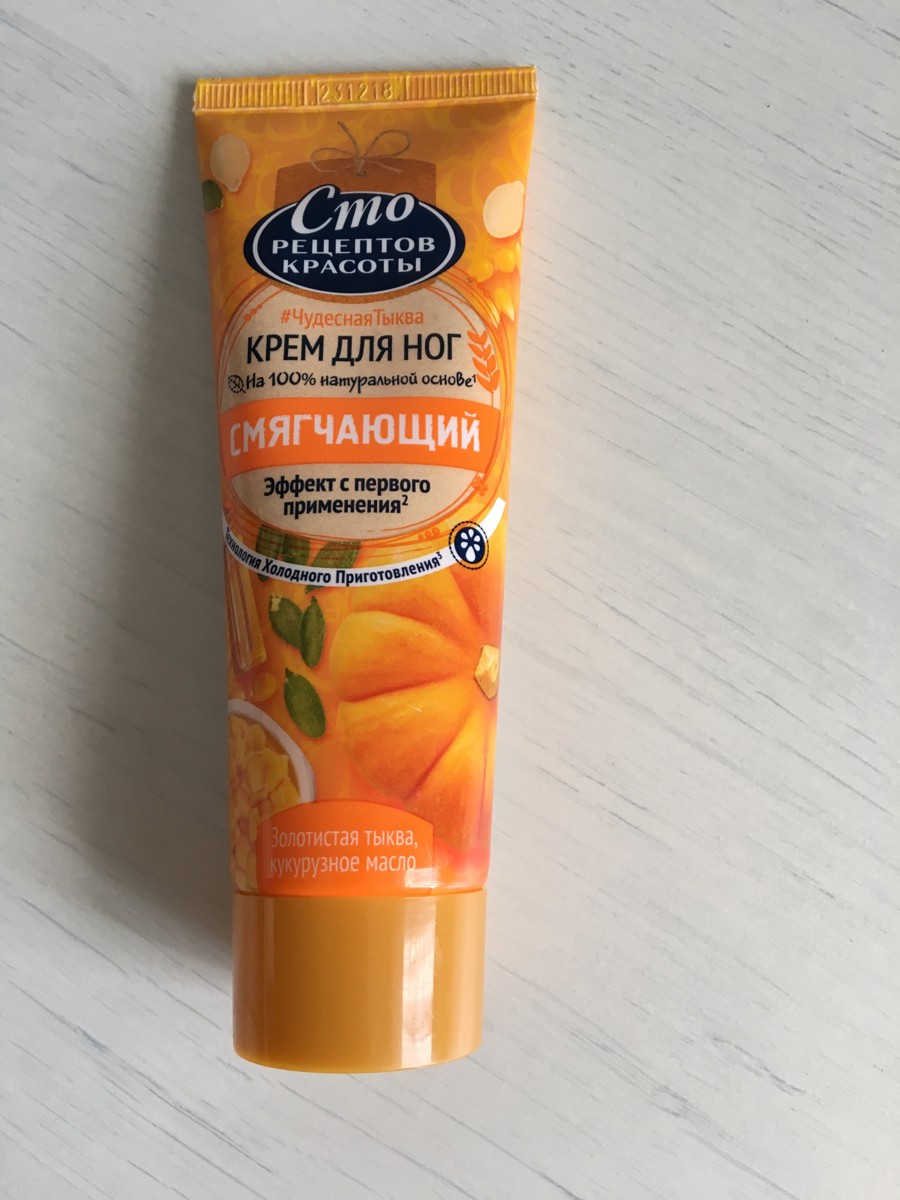 231218
Сто
РЕЦЕПТОВ
КРАСОТЫ
#ЧудеснаяТыква
КРЕМ ДЛЯ НОГ
На 100% натуральной основе¹
СМЯГЧАЮЩИЙ
Эффект с первого
применения²
Технология Холодного Приготовления³
Золотистая тыква,
кукурузное масло